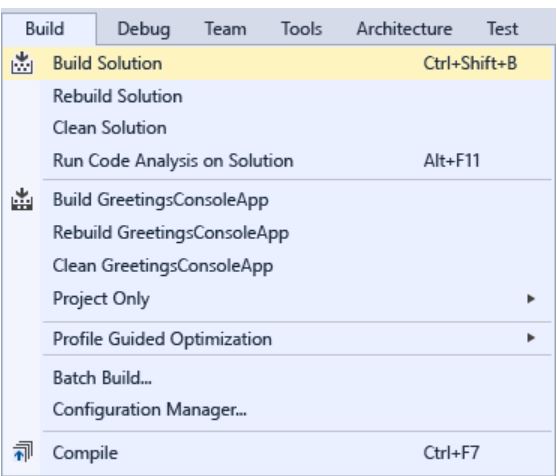 Build Debug Team Tools Architecture Test
Build Solution Ctrl+Shift+B
Rebuild Solution
Clean Solution
Run Code Analysis on Solution Alt+F11
Build GreetingsConsoleApp
Rebuild GreetingsConsoleApp
Clean GreetingsConsoleApp
Project Only
Profile Guided Optimization
Batch Build...
Configuration Manager...
Compile Ctrl+F7